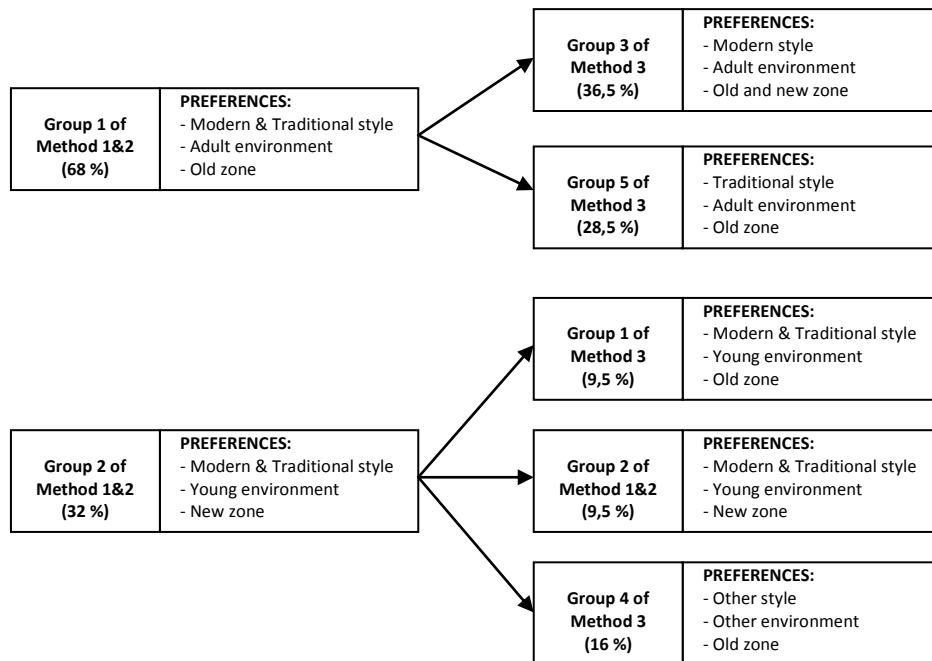 Group 1 of
Method 1&2
(68 %)
PREFERENCES:
- Modern & Traditional style
- Adult environment
- Old zone
Group 3 of
Method 3
(36,5 %)
PREFERENCES:
- Modern style
- Adult environment
- Old and new zone
Group 5 of
Method 3
(28,5 %)
PREFERENCES:
- Traditional style
- Adult environment
- Old zone
Group 2 of
Method 1&2
(32 %)
PREFERENCES:
- Modern & Traditional style
- Young environment
- New zone
Group 1 of
Method 3
(9,5 %)
PREFERENCES:
- Modern & Traditional style
- Young environment
- Old zone
Group 2 of
Method 1&2
(9,5 %)
PREFERENCES:
- Modern & Traditional style
- Young environment
- New zone
Group 4 of
Method 3
(16 %)
PREFERENCES:
- Other style
- Other environment
- Old zone